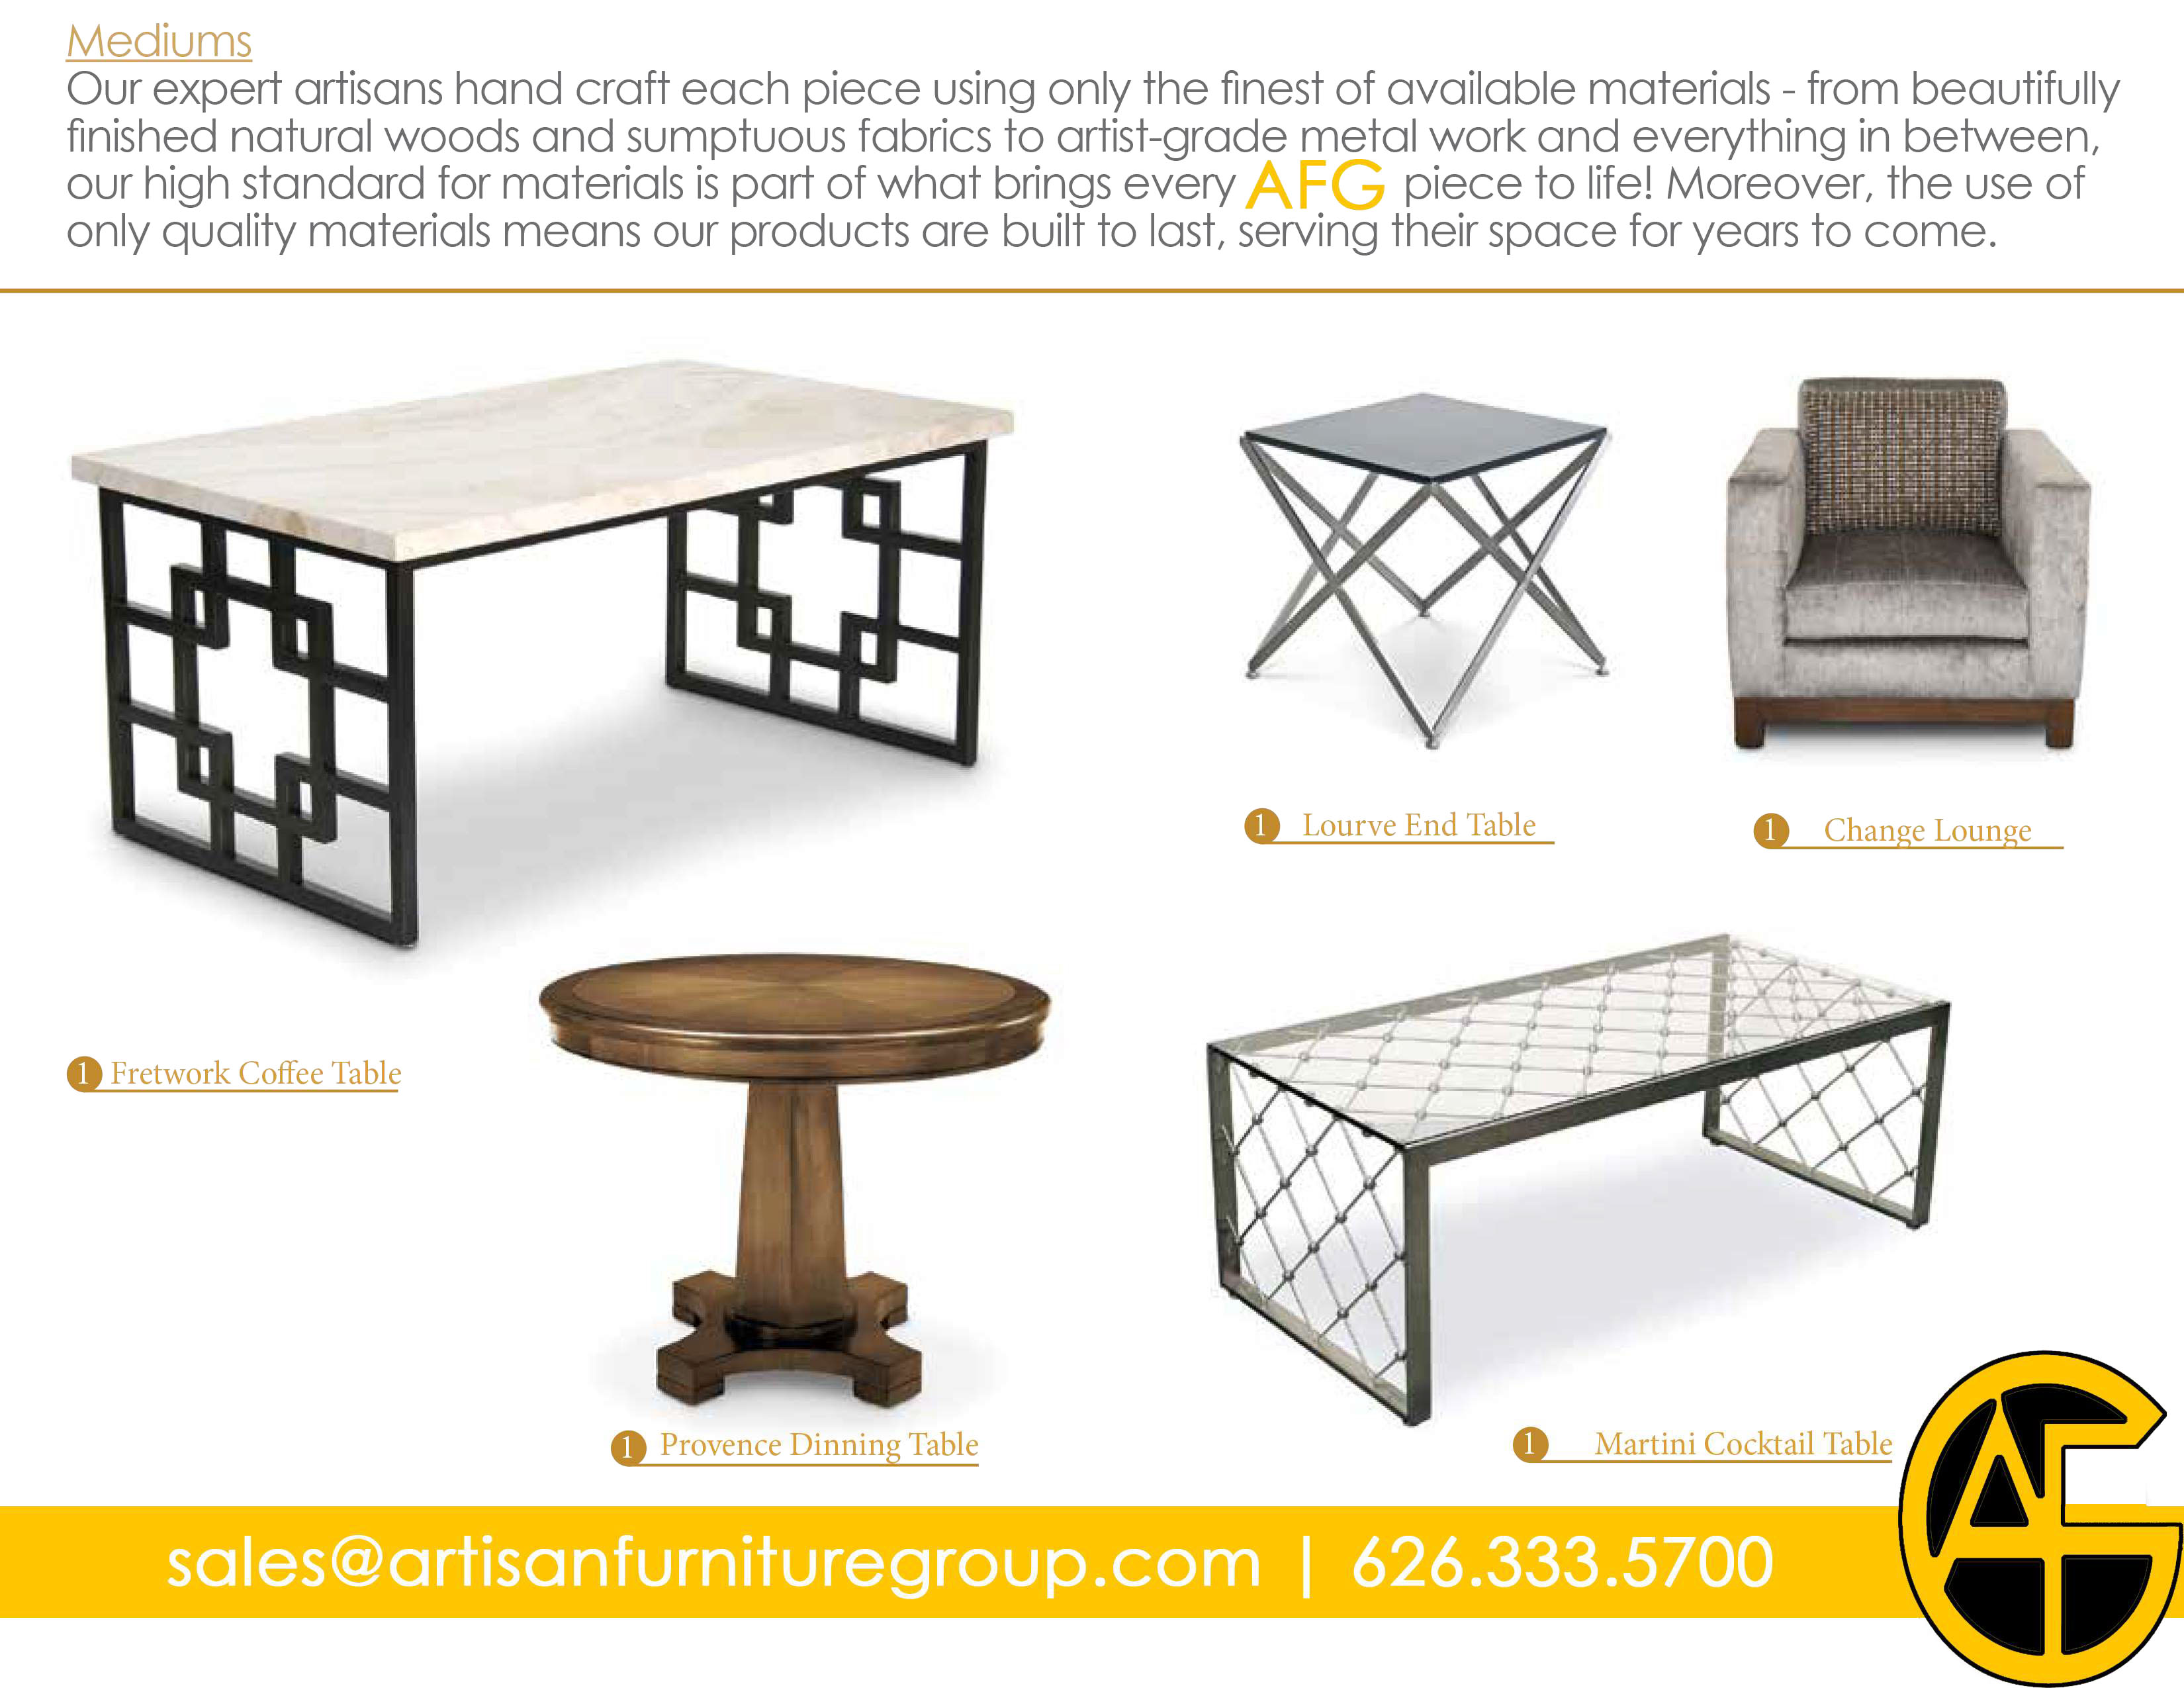 Mediums
Our expert artisans hand craft each piece using only the finest of available materials - from beautifully
finished natural woods and sumptuous fabrics to artist-grade metal work and everything in between,
our high standard for materials is part of what brings every AFG piece to life! Moreover, the use of
only quality materials means our products are built to last, serving their space for years to come.
1 Lourve End Table
1 Change Lounge
1 Fretwork Coffee Table
1 Provence Dinning Table
1 Martini Cocktail Table
sales@artisanfurnituregroup.com | 626.333.5700
AFG